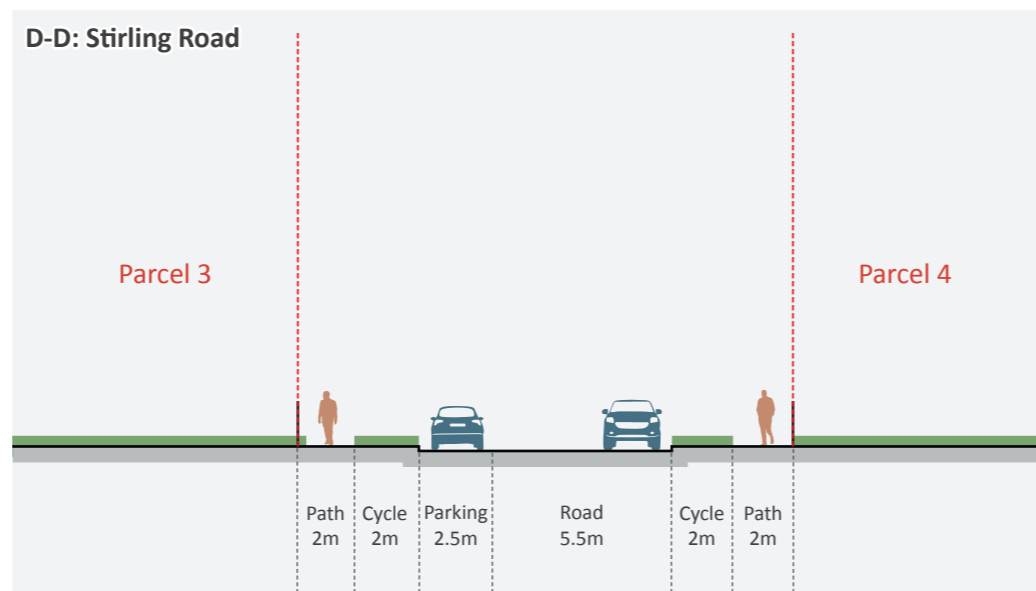 D-D: Stirling Road
Parcel 3
Parcel 4
Path
2m
Cycle
2m
Parking
2.5m
Road
5.5m
Cycle
2m
Path
2m